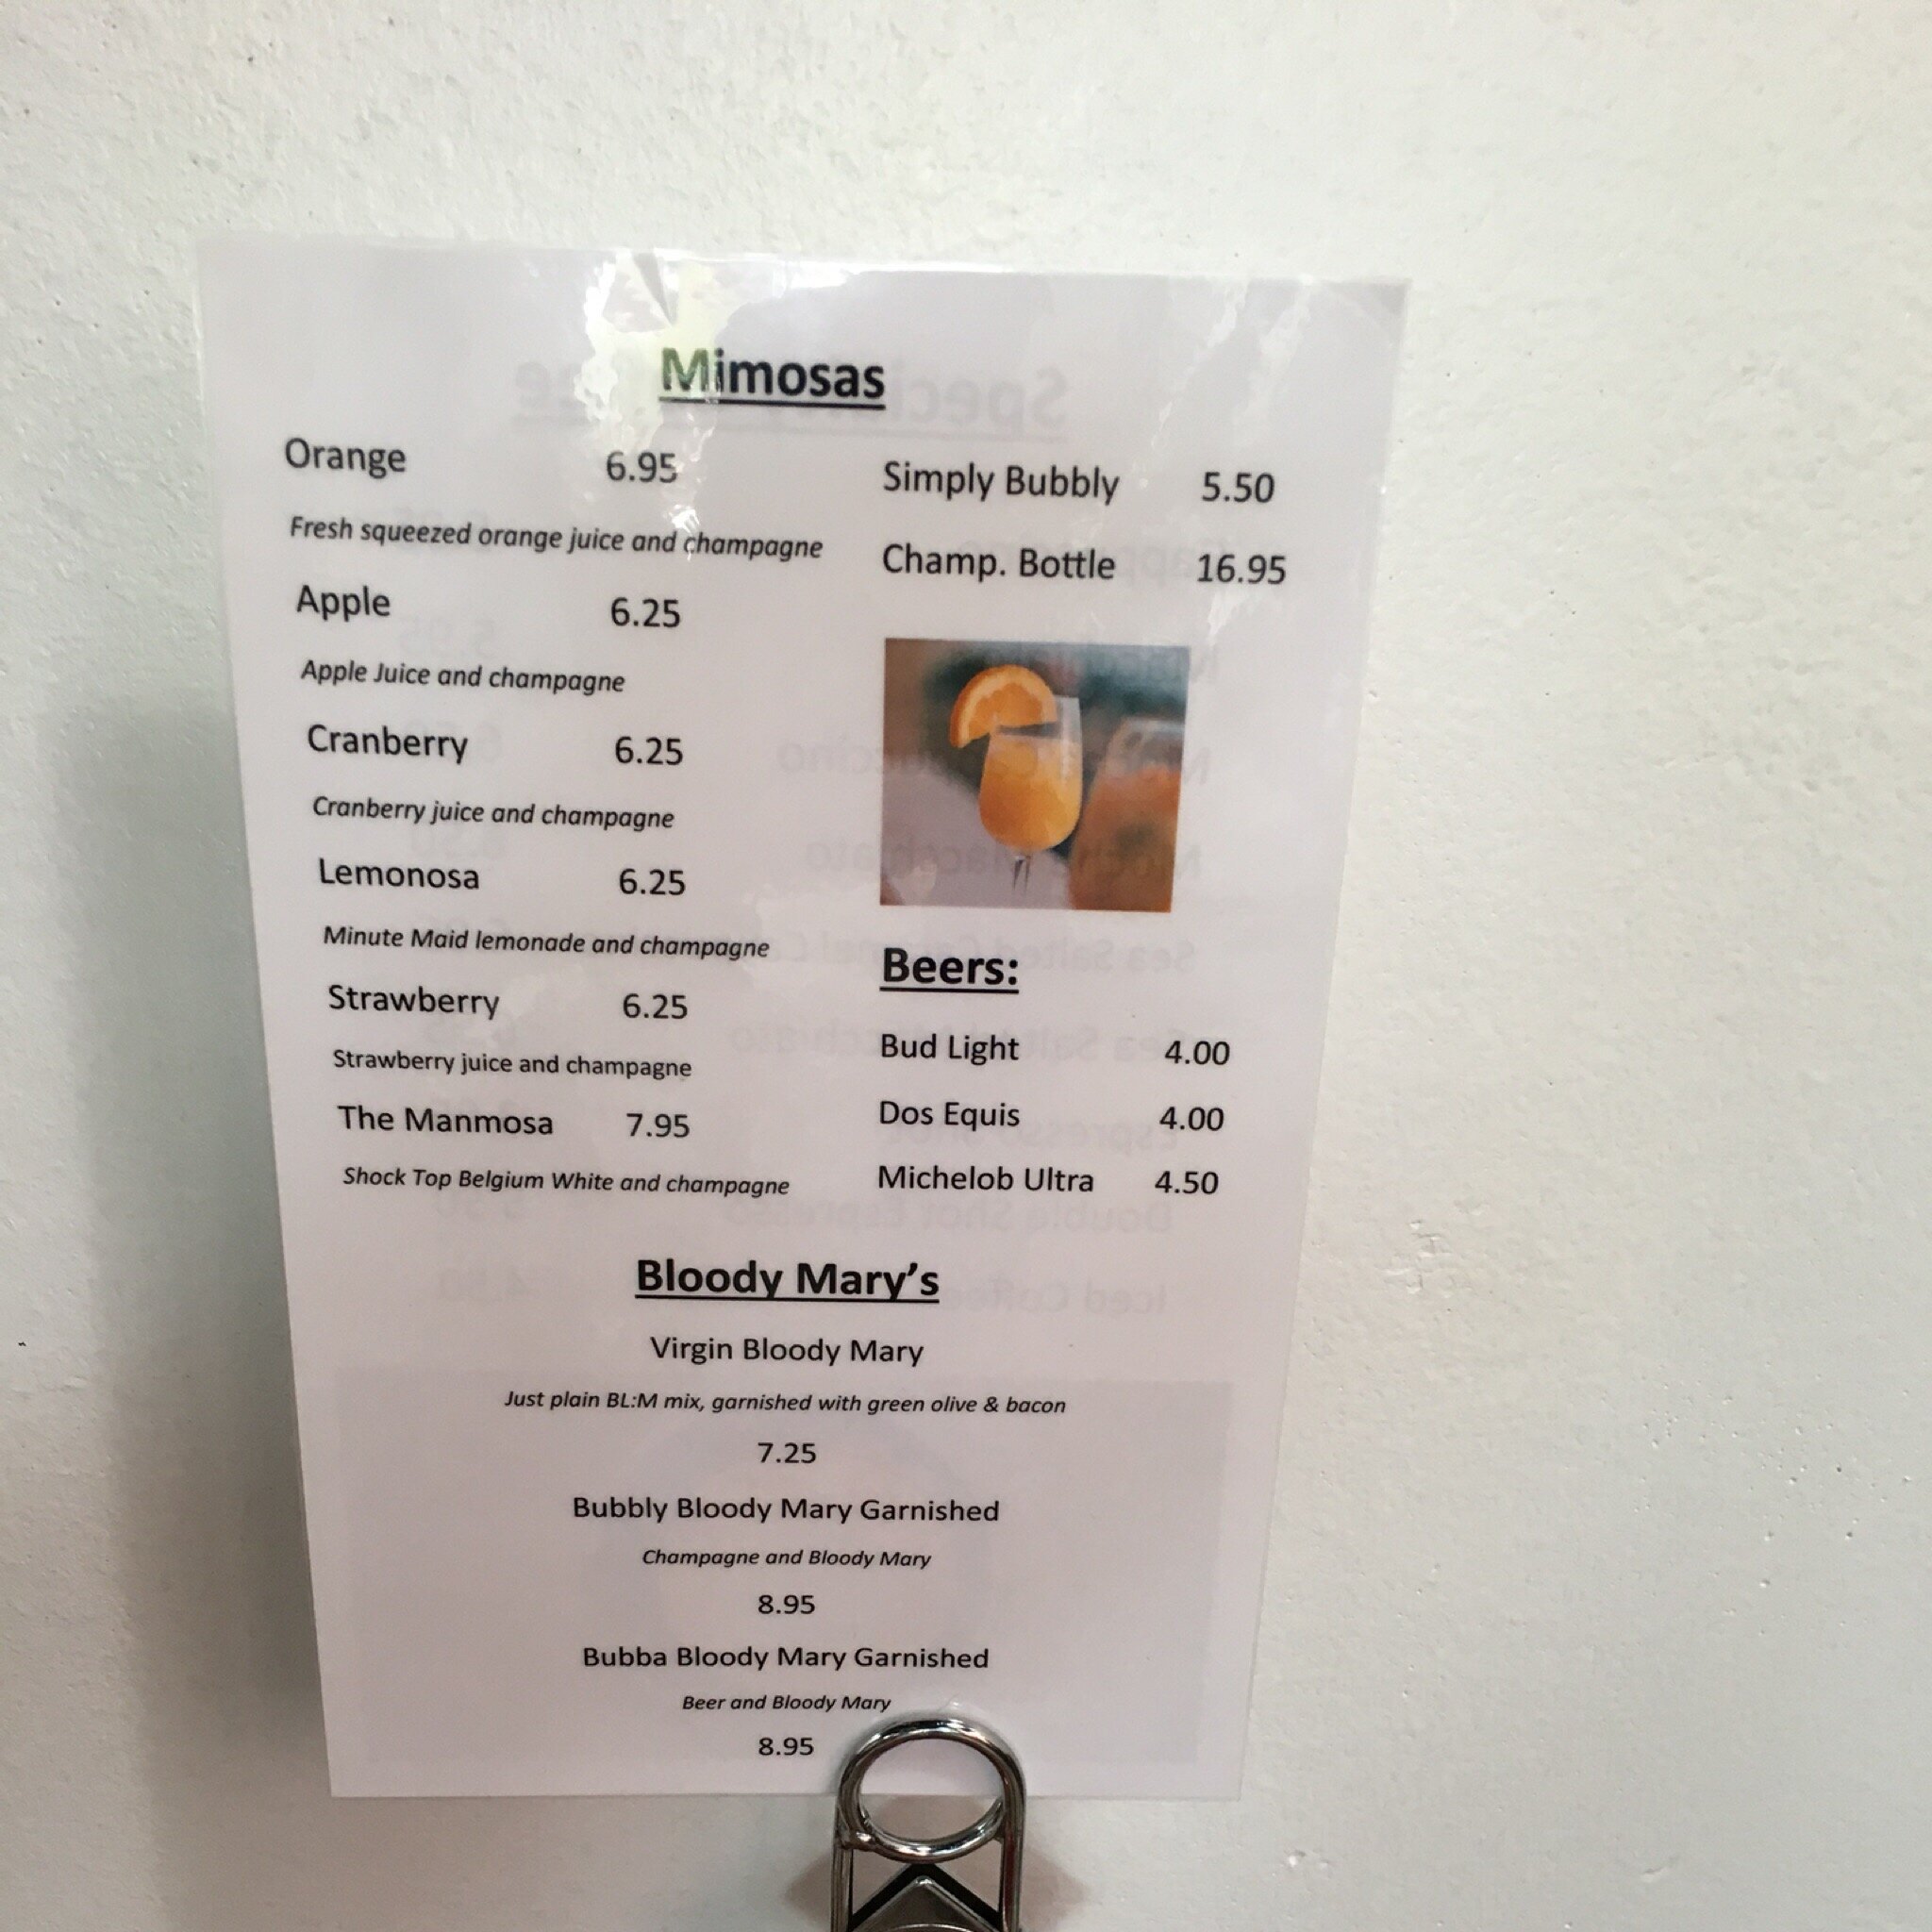 Mimosas
Orange 6.95
Fresh squeezed orange juice and champagne
Apple 6.25
Apple Juice and champagne
Cranberry 6.25
Cranberry juice and champagne
Lemonosa 6.25
Minute Maid lemonade and champagne
Strawberry 6.25
Strawberry juice and champagne
The Manmosa 7.95
Shock Top Belgium White and champagne
Simply Bubbly 5.50
Champ. Bottle 16.95
Beers:
Bud Light 4.00
Dos Equis 4.00
Michelob Ultra 4.50
Bloody Mary's
Virgin Bloody Mary
Just plain BL:M mix, garnished with green olive & bacon
7.25
Bubbly Bloody Mary Garnished
Champagne and Bloody Mary
8.95
Bubba Bloody Mary Garnished
Beer and Bloody Mary
8.95